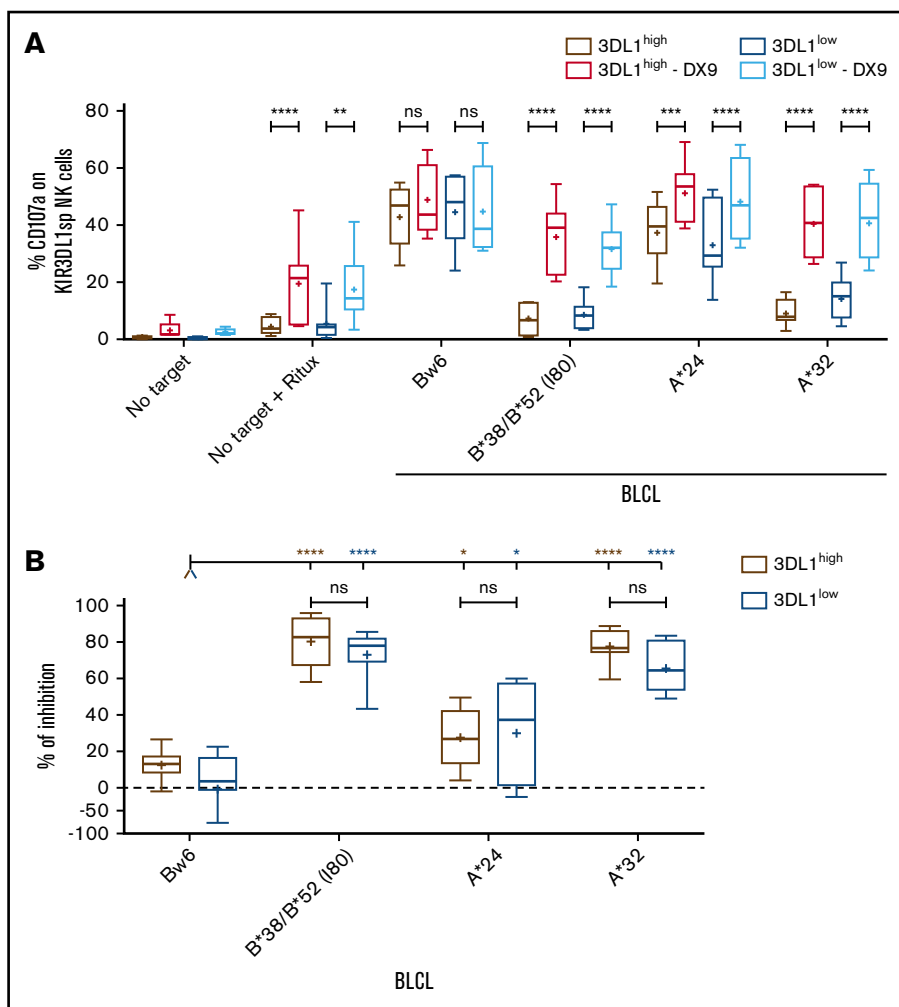 A
3DL1high
3DL1low
3DL1high - DX9
3DL1low - DX9
% CD107a on
KIR3DL1sp NK cells
80
60
40
20
0
**** ** ns ns **** **** *** **** **** ****
No target
No target + Ritux
Bw6
B*38/B*52 (I80)
A*24
A*32
BLCL
B
**** **** * * **** ****
3DL1high
3DL1low
ns ns ns
% of inhibition
100
80
60
40
20
0
-50
-100
Bw6
B*38/B*52 (I80)
A*24
A*32
BLCL